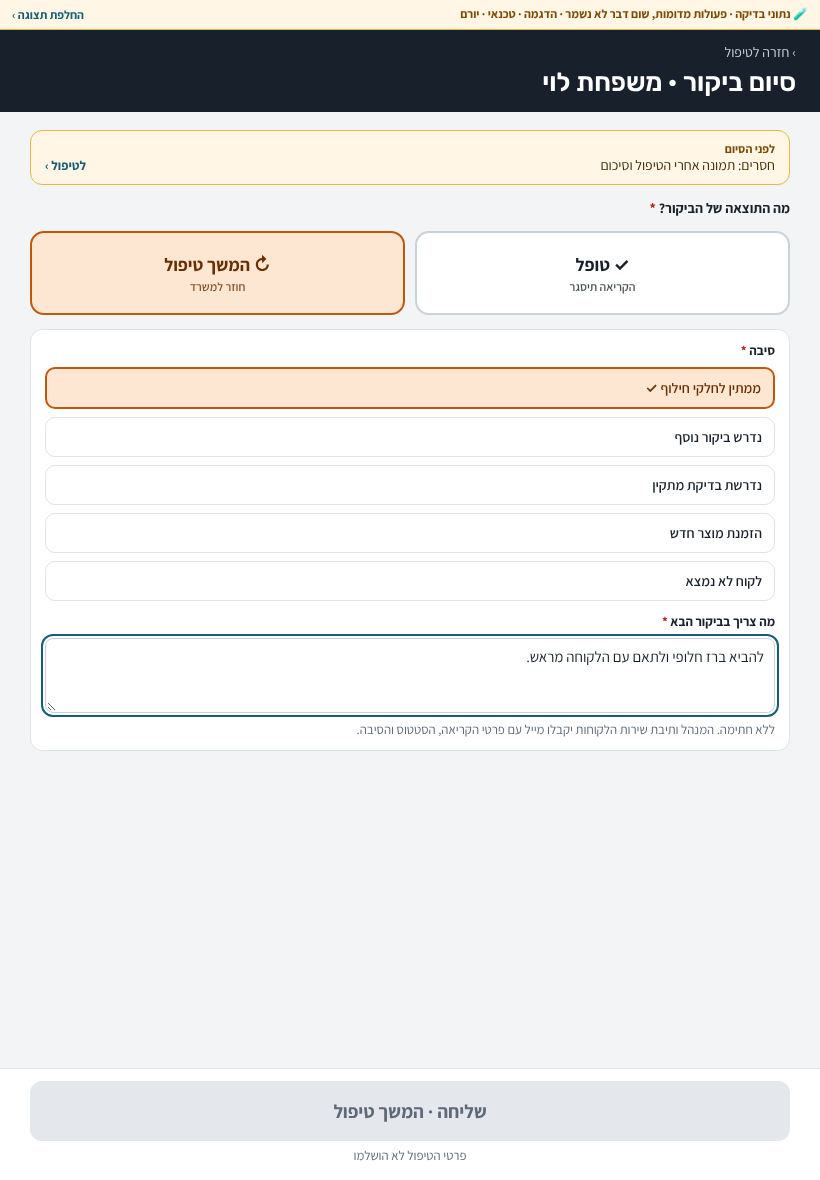 🧪 נתוני בדיקה · פעולות מדומות, שום דבר לא נשמר · הדגמה · טכנאי · יורם
החלפת תצוגה ›
› חזרה לטיפול
סיום ביקור • משפחת לוי
לפני הסיום
חסרים: תמונה אחרי הטיפול וסיכום
לטיפול ›
מה התוצאה של הביקור? *
✓ טופל
הקריאה תיסגר
↻ המשך טיפול
חוזר למשרד
סיבה *
ממתין לחלקי חילוף ✓
נדרש ביקור נוסף
נדרשת בדיקת מתקין
הזמנת מוצר חדש
לקוח לא נמצא
מה צריך בביקור הבא *
להביא ברז חלופי ולתאם עם הלקוחה מראש.
ללא חתימה. המנהל ותיבת שירות הלקוחות יקבלו מייל עם פרטי הקריאה, הסטטוס והסיבה.
שליחה · המשך טיפול
פרטי הטיפול לא הושלמו